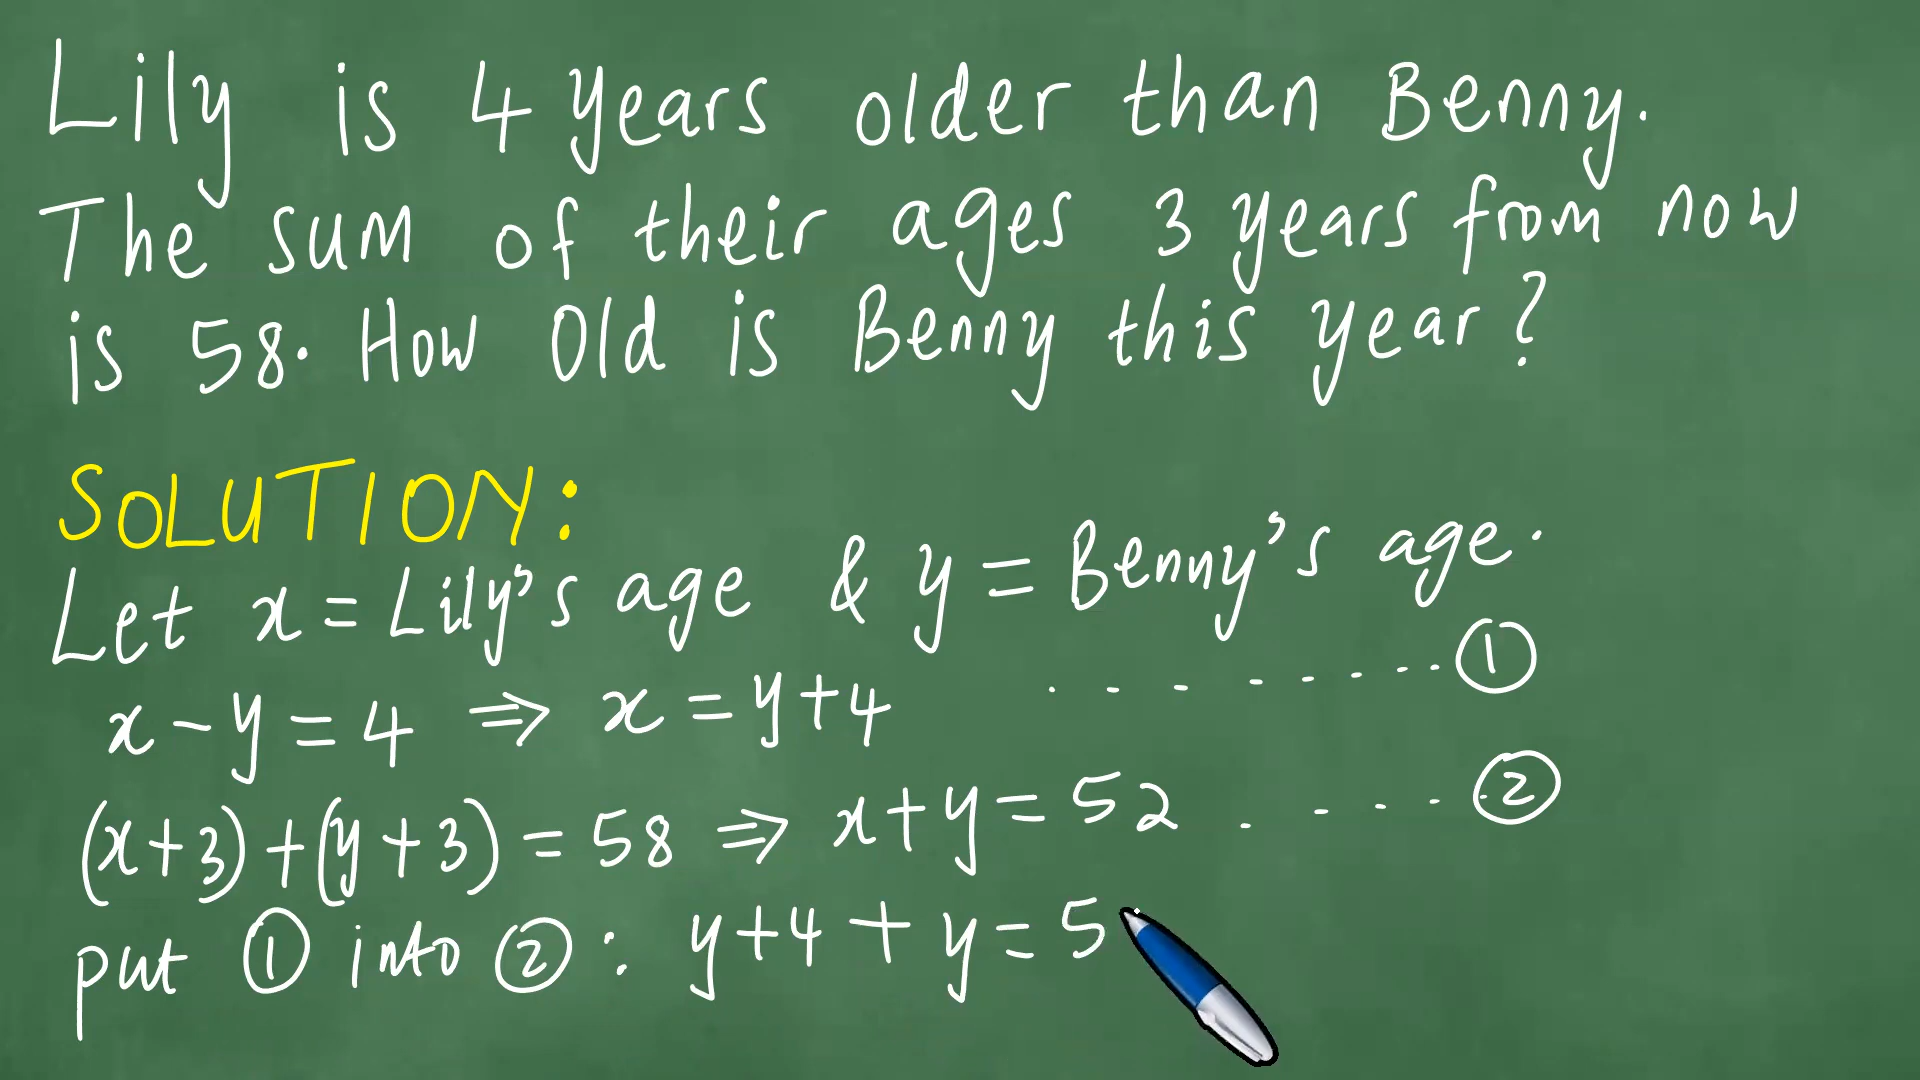 Lily is 4 years older than Benny.
The sum of their ages 3 years from now
is 58. How Old is Benny this year?
SOLUTION:
Let x = Lily's age & y = Benny's age.
x - y = 4 ⇒ x = y+4 ......... ①
(x+3) + (y+3) = 58 ⇒ x+y = 52 ..... ②
put ① into ② : y+4 + y = 5